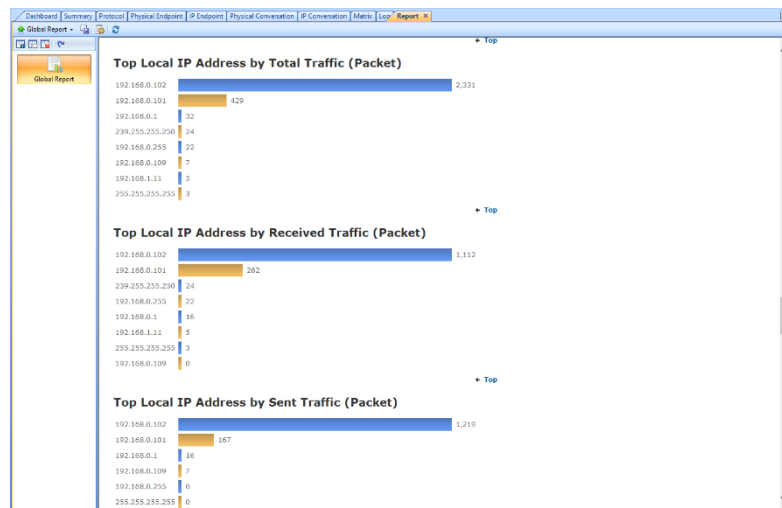 Dashboard Summary Protocol Physical Endpoint IP Endpoint Physical Conversation IP Conversation Matrix Log Report X
Global Report
Top
Global Report
Top Local IP Address by Total Traffic (Packet)
192.168.0.102 2,331
192.168.0.101 429
192.168.0.1 32
239.255.255.250 24
192.168.0.255 22
192.168.0.109 7
192.168.1.11 5
255.255.255.255 3
Top
Top Local IP Address by Received Traffic (Packet)
192.168.0.102 1,112
192.168.0.101 262
239.255.255.250 24
192.168.0.255 22
192.168.0.1 16
192.168.1.11 5
255.255.255.255 3
192.168.0.109 0
Top
Top Local IP Address by Sent Traffic (Packet)
192.168.0.102 1,219
192.168.0.101 167
192.168.0.1 16
192.168.0.109 7
192.168.0.255 0
255.255.255.255 0